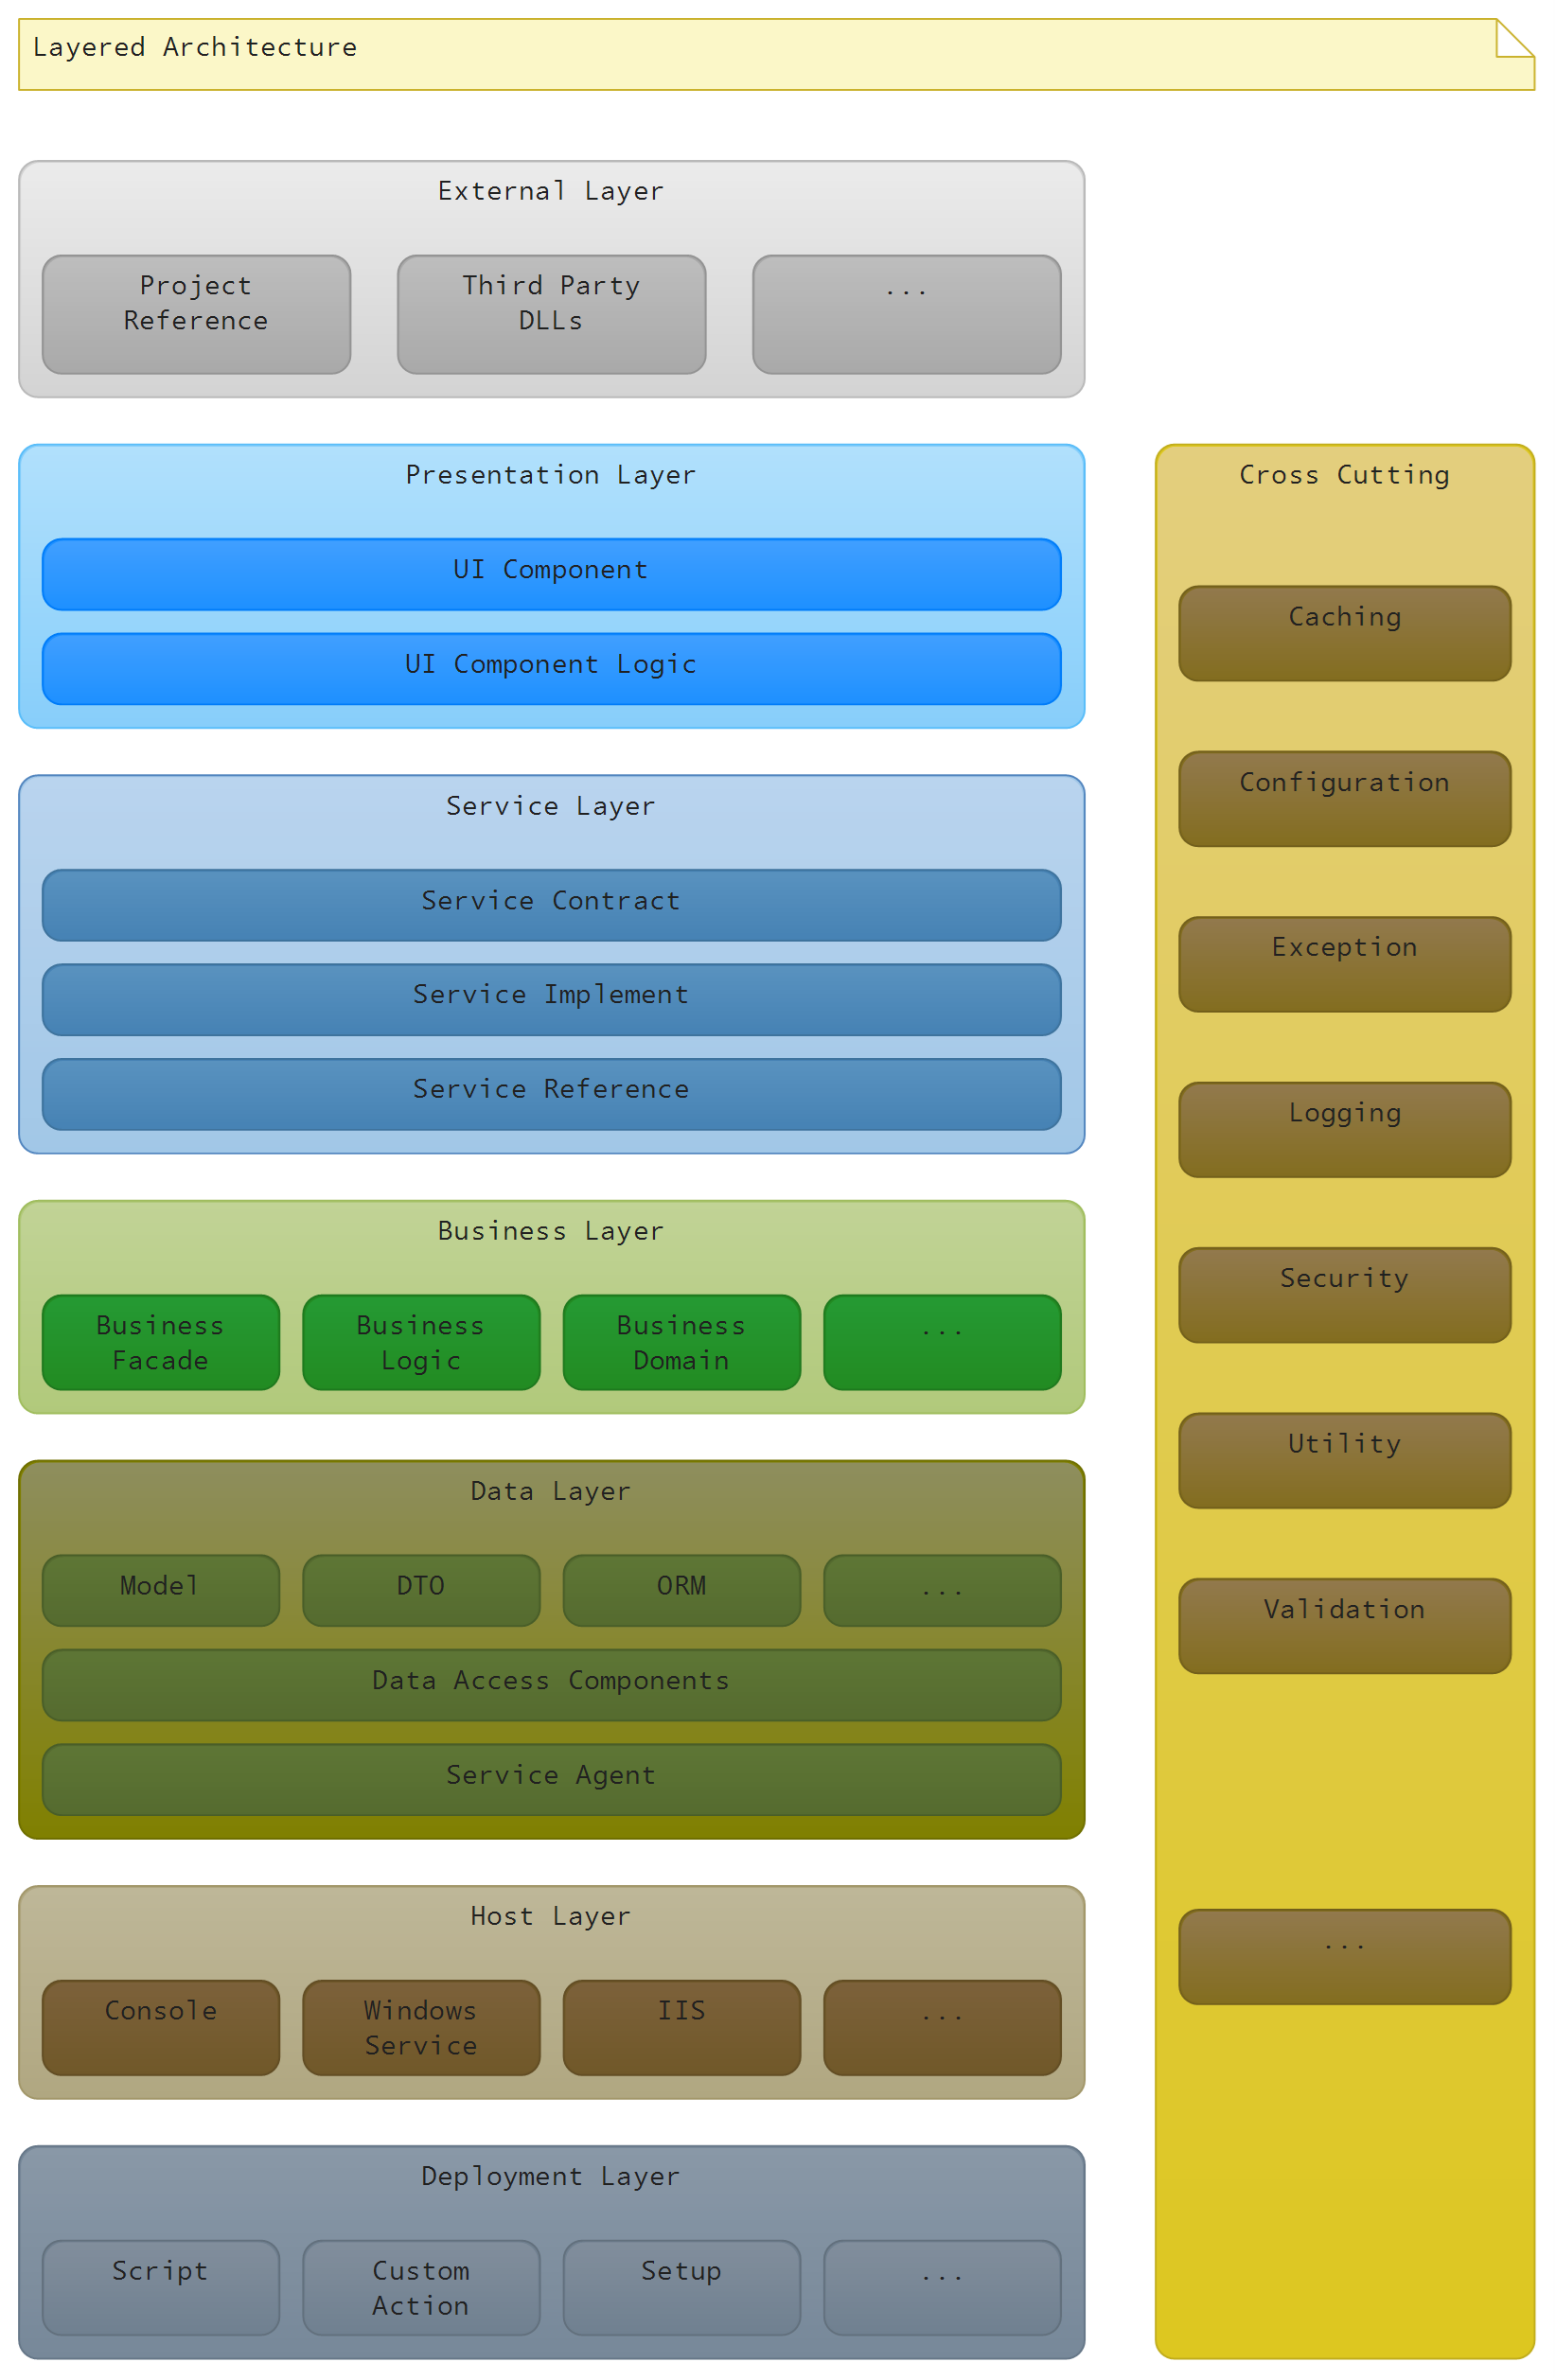 Layered Architecture
External Layer
Project
Reference
Third Party
DLLs
...
Presentation Layer
UI Component
UI Component Logic
Service Layer
Service Contract
Service Implement
Service Reference
Business Layer
Business
Facade
Business
Logic
Business
Domain
...
Data Layer
Model
DTO
ORM
...
Data Access Components
Service Agent
Host Layer
Console
Windows
Service
IIS
...
Deployment Layer
Script
Custom
Action
Setup
...
Cross Cutting
Caching
Configuration
Exception
Logging
Security
Utility
Validation
...